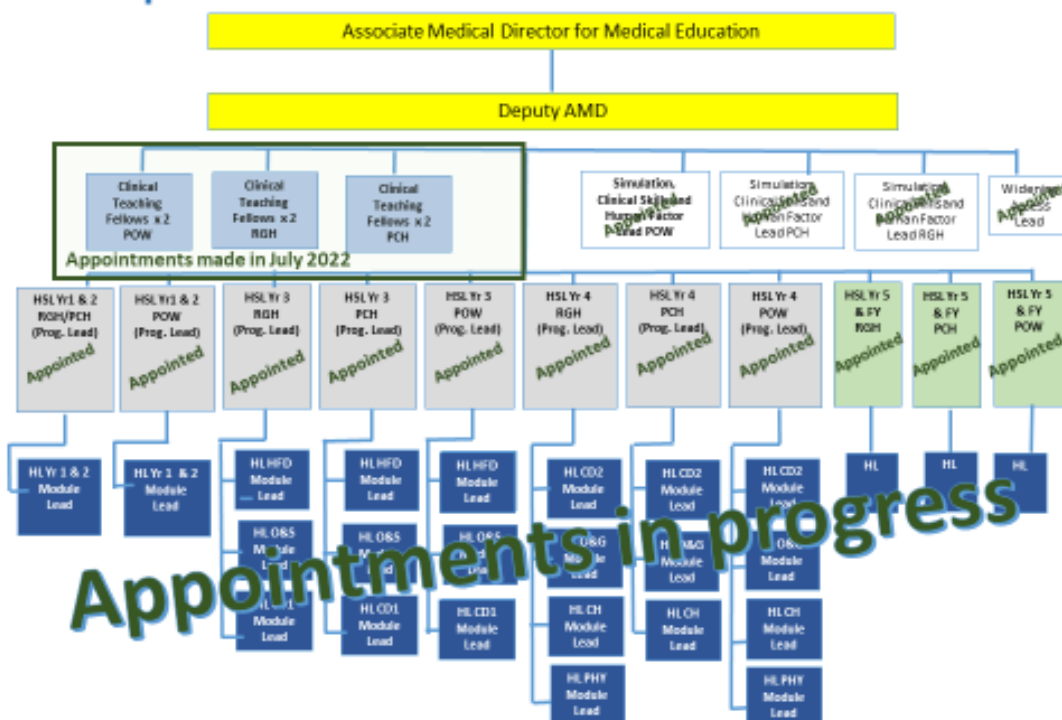 Associate Medical Director for Medical Education
Deputy AMD
Clinical
Teaching
Fellows x 2
POW
Clinical
Teaching
Fellows x 2
RGH
Clinical
Teaching
Fellows x 2
PCH
Appointments made in July 2022
Simulation,
Clinical Skills and
Human Factor
Lead POW
Appointed
Simulation,
Clinical Skills and
Human Factor
Lead PCH
Appointed
Simulation,
Clinical Skills and
Human Factor
Lead RGH
Appointed
Lead
Appointed
HSL Yr1 & 2
RGH/PCH
(Prog. Lead)
Appointed
HSL Yr1 & 2
POW
(Prog. Lead)
Appointed
HSL Yr 3
RGH
(Prog. Lead)
Appointed
HSL Yr 3
PCH
(Prog. Lead)
Appointed
HSL Yr 3
POW
(Prog. Lead)
Appointed
HSL Yr 4
RGH
(Prog. Lead)
Appointed
HSL Yr 4
PCH
(Prog. Lead)
Appointed
HSL Yr 4
POW
(Prog. Lead)
Appointed
HSL Yr 5
& FY
RGH
Appointed
HSL Yr 5
& FY
PCH
Appointed
HSL Yr 5
& FY
POW
Appointed
HL Yr 1 & 2
Module
Lead
HL Yr 1 & 2
Module
Lead
HL HFD
Module
Lead
HL O&S
Module
Lead
Module
Lead
HL HFD
Module
Lead
HL O&S
Module
HL CD1
Module
Lead
HL HFD
Module
Lead
HL O&S
HL CD1
Module
Lead
HL CD2
Module
Lead
Module
Lead
HL CH
Module
Lead
HL PHY
Module
Lead
HL CD2
Module
Lead
Module
Lead
HL CH
Module
Lead
HL CD2
Module
Lead
Module
Lead
HL CH
Module
Lead
HL PHY
Module
Lead
HL
HL
HL
Appointments in progress